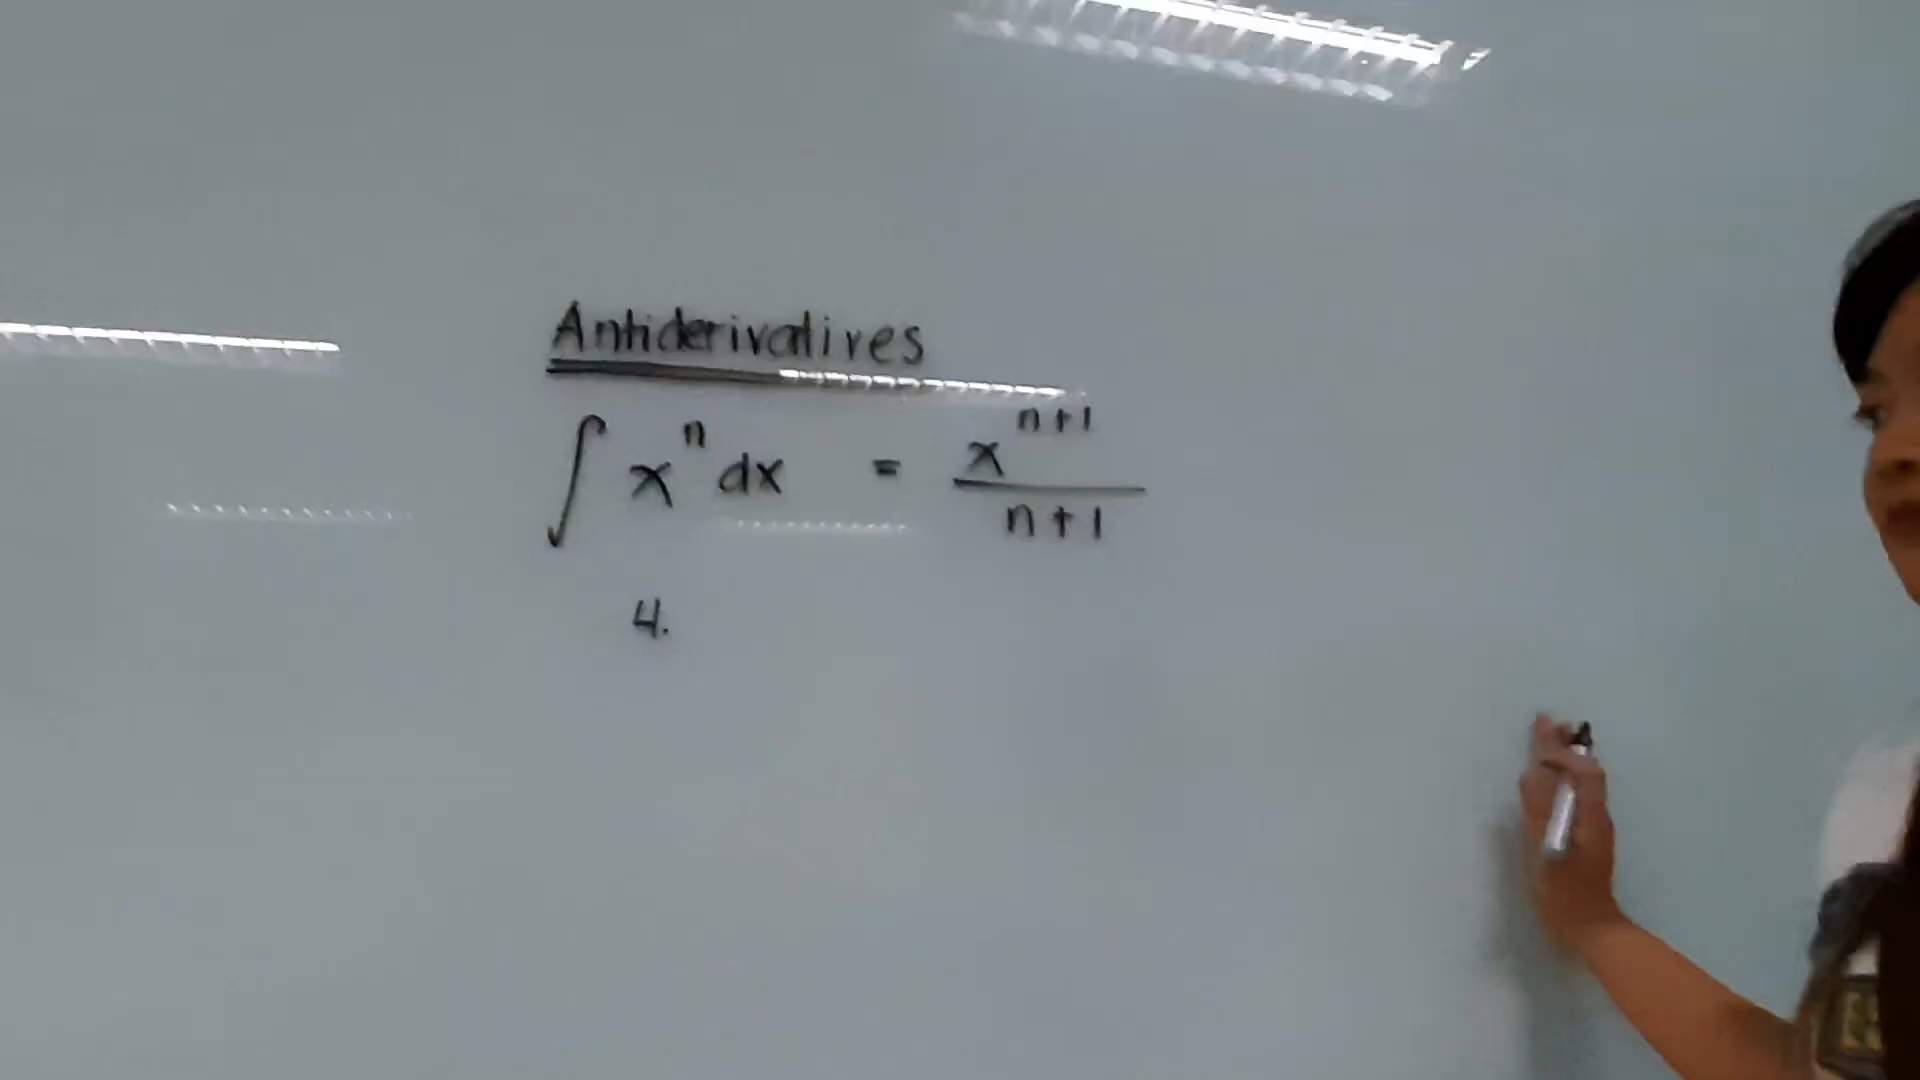 Antiderivatives
∫ x^n dx = x^(n+1) / (n+1)
4.